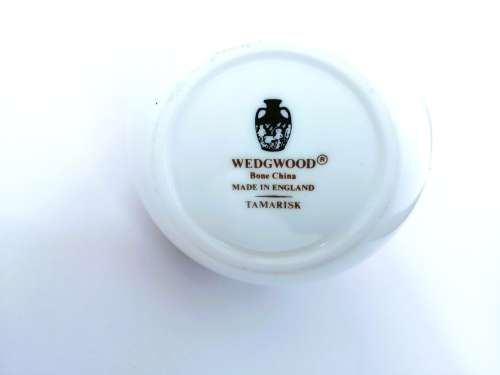 WEDGWOOD®
Bone China
MADE IN ENGLAND
TAMARISK